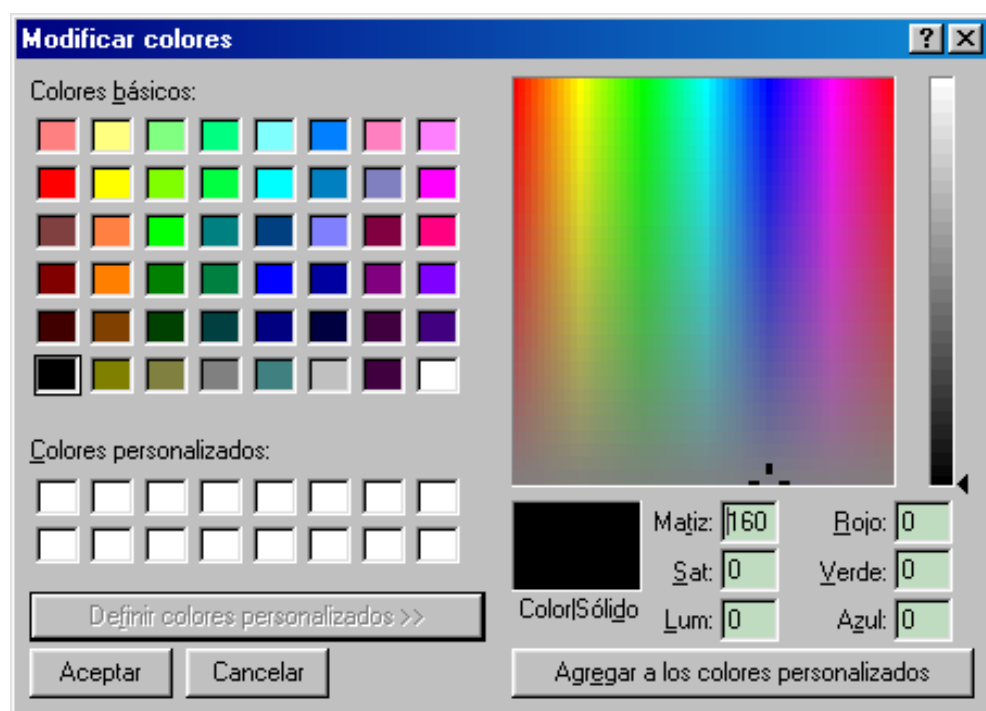 Modificar colores
Colores básicos:
Colores personalizados:
Definir colores personalizados >>
Aceptar Cancelar
Color|Sólido
Matiz: 160 Rojo: 0
Sat: 0 Verde: 0
Lum: 0 Azul: 0
Agregar a los colores personalizados